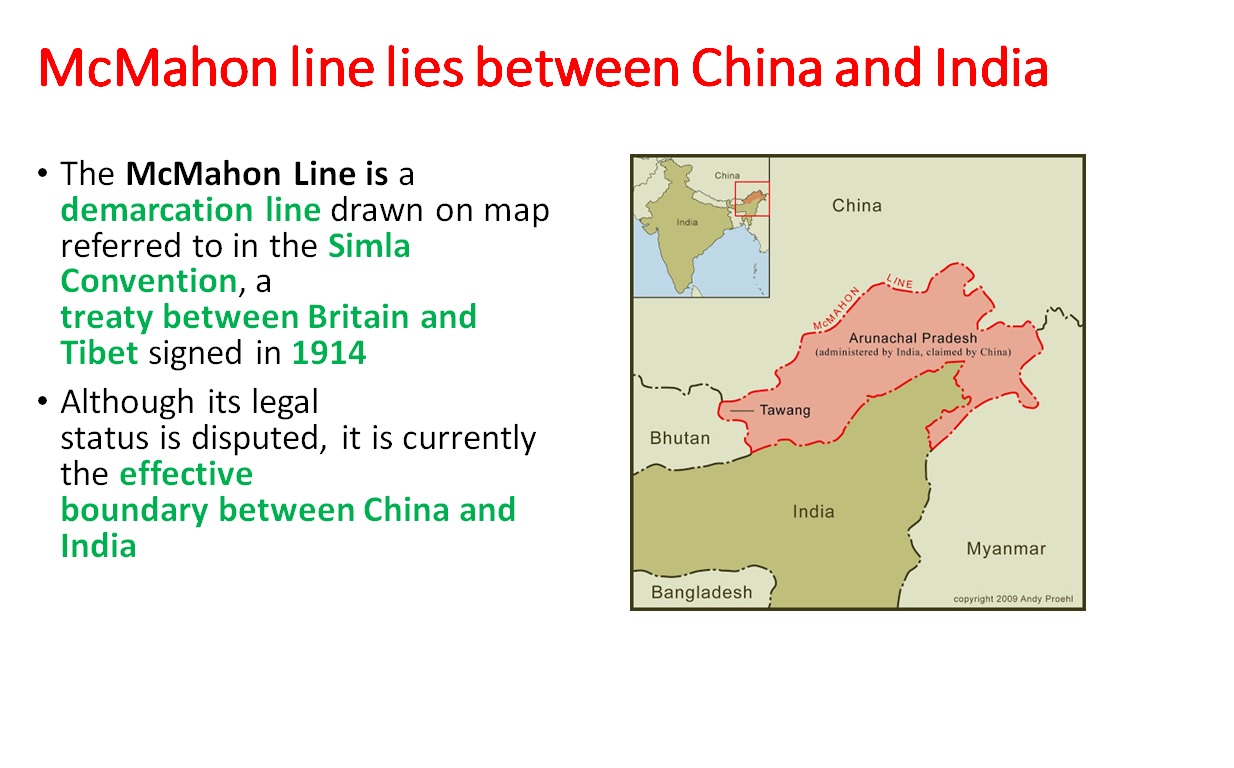 McMahon line lies between China and India
• The McMahon Line is a
demarcation line drawn on map
referred to in the Simla
Convention, a
treaty between Britain and
Tibet signed in 1914
• Although its legal
status is disputed, it is currently
the effective
boundary between China and
India
China
India
China
McMAHON LINE
Arunachal Pradesh
(administered by India, claimed by China)
Tawang
Bhutan
India
Myanmar
Bangladesh
copyright 2009 Andy Proehl